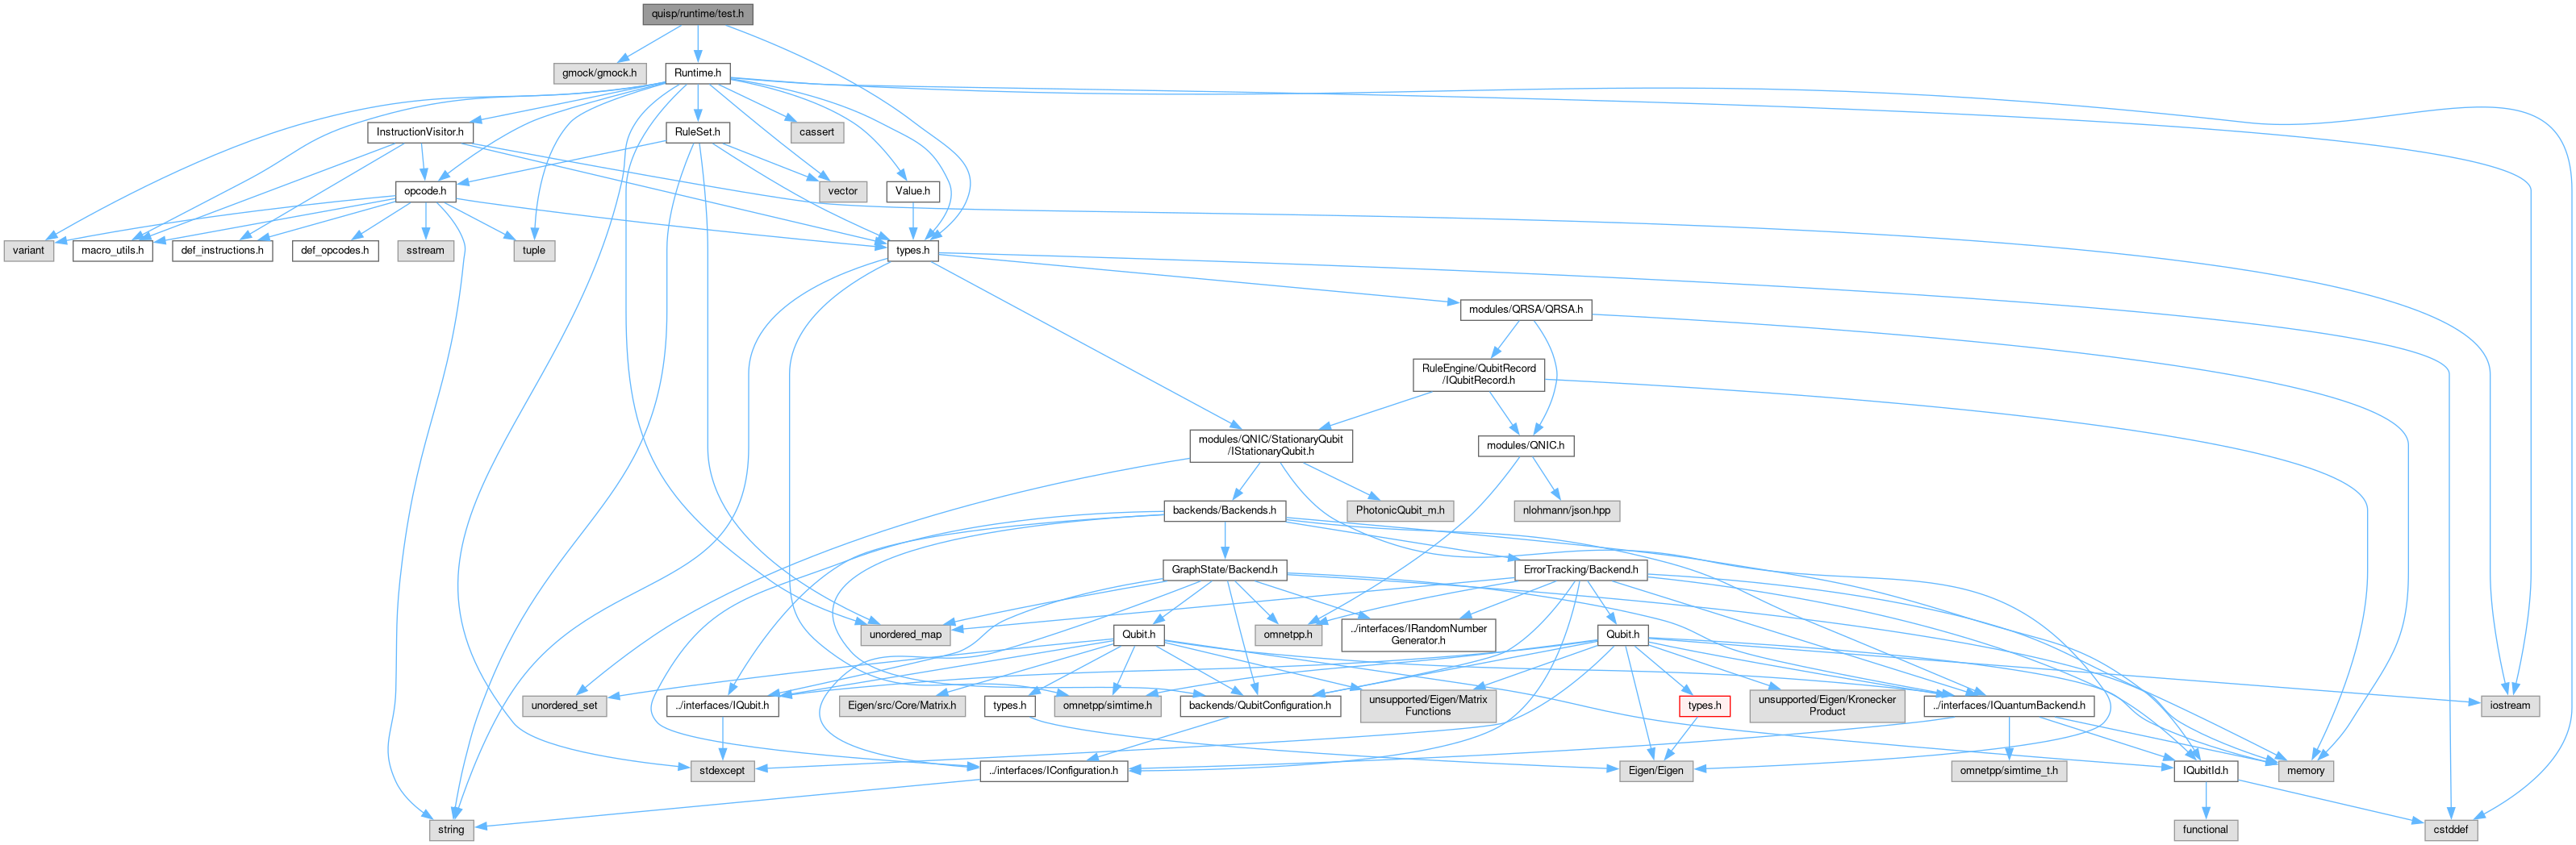 quisp/runtime/test.h
gmock/gmock.h
Runtime.h
InstructionVisitor.h
RuleSet.h
cassert
opcode.h
vector
Value.h
variant
macro_utils.h
def_instructions.h
def_opcodes.h
sstream
tuple
types.h
modules/QRSA/QRSA.h
RuleEngine/QubitRecord
/IQubitRecord.h
modules/QNIC/StationaryQubit
/IStationaryQubit.h
modules/QNIC.h
backends/Backends.h
PhotonicQubit_m.h
nlohmann/json.hpp
GraphState/Backend.h
ErrorTracking/Backend.h
unordered_map
Qubit.h
omnetpp.h
../interfaces/IRandomNumber
Generator.h
Qubit.h
unordered_set
../interfaces/IQubit.h
Eigen/src/Core/Matrix.h
types.h
omnetpp/simtime.h
backends/QubitConfiguration.h
unsupported/Eigen/Matrix
Functions
types.h
unsupported/Eigen/Kronecker
Product
../interfaces/IQuantumBackend.h
iostream
stdexcept
../interfaces/IConfiguration.h
Eigen/Eigen
omnetpp/simtime_t.h
IQubitId.h
memory
string
functional
cstddef